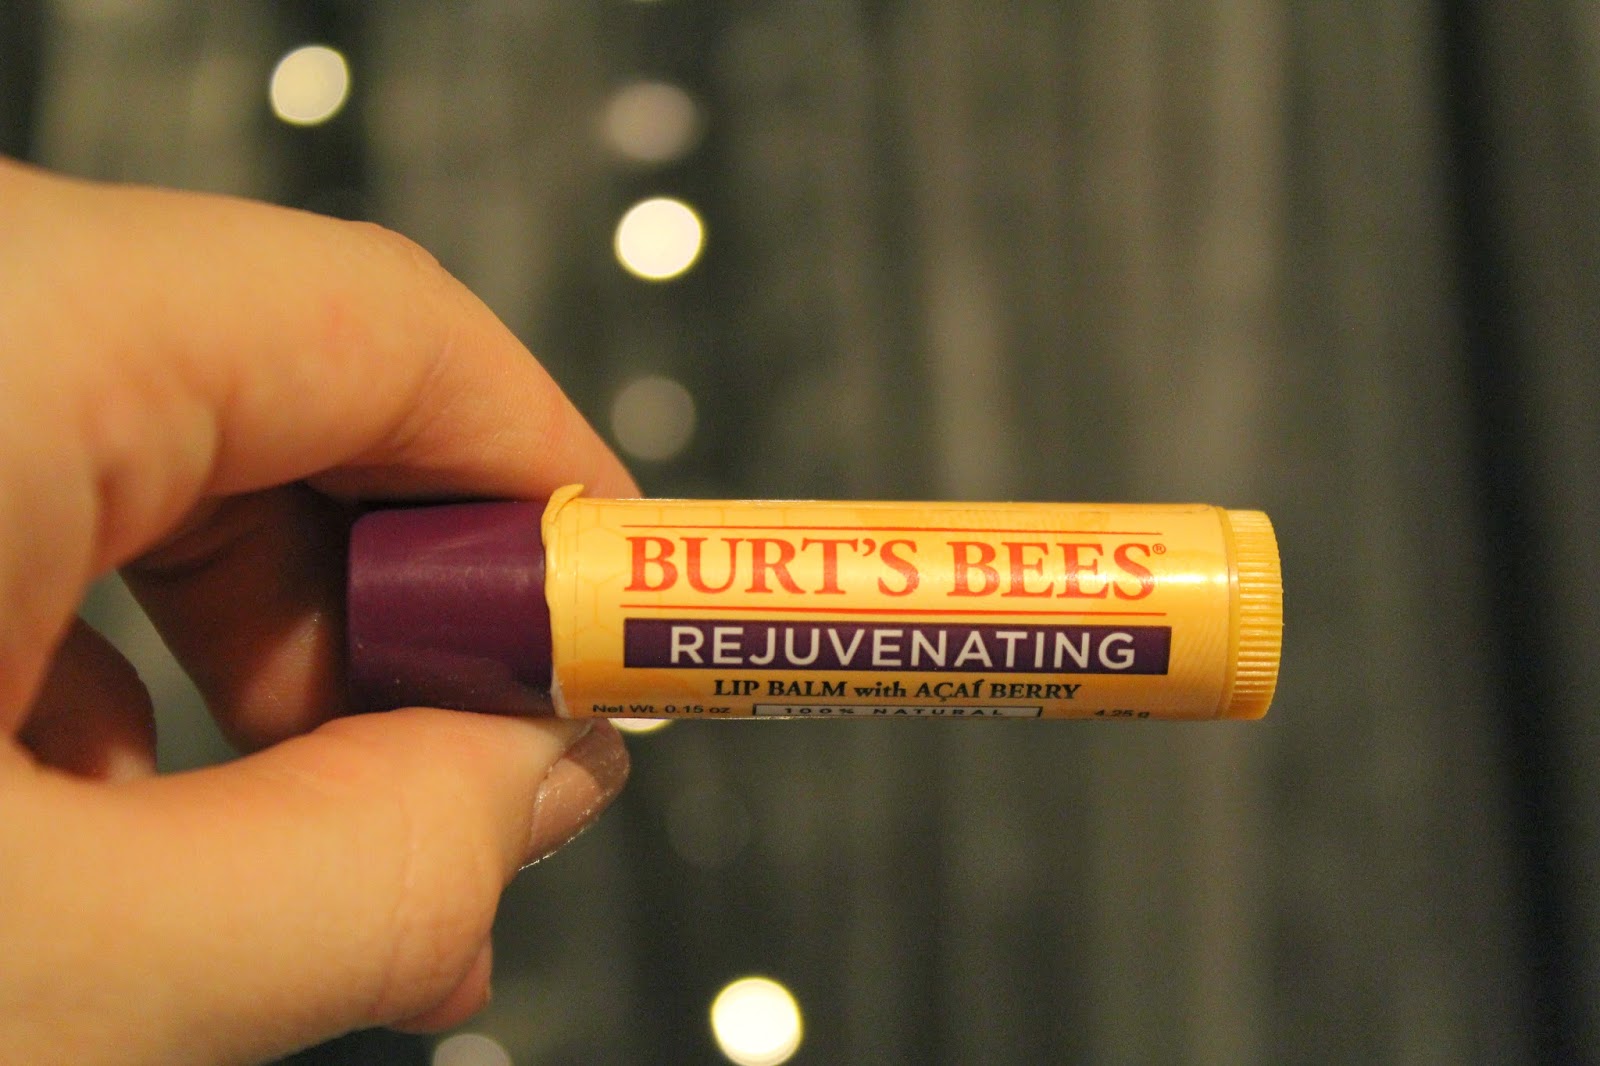 BURT'S BEES®
REJUVENATING
LIP BALM with AÇAÍ BERRY
Net Wt. 0.15 oz 100% NATURAL 4.25 g